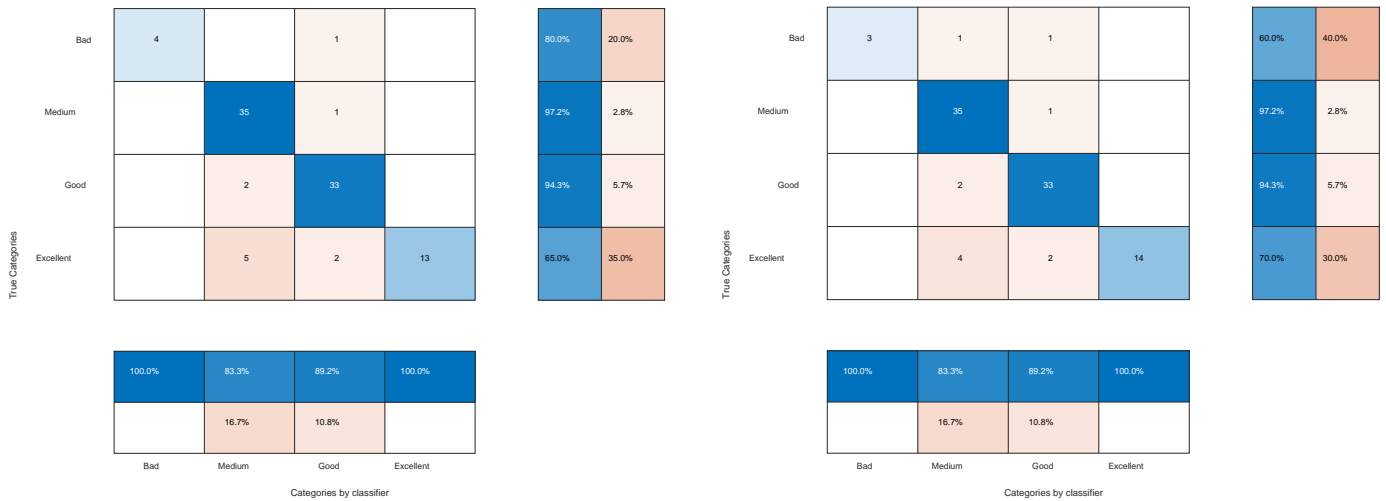 Bad 4 1 80.0% 20.0%
Medium 35 1 97.2% 2.8%
Good 2 33 94.3% 5.7%
Excellent 5 2 13 65.0% 35.0%
True Categories
100.0% 83.3% 89.2% 100.0%
16.7% 10.8%
Bad Medium Good Excellent
Categories by classifier
Bad 3 1 1 60.0% 40.0%
Medium 35 1 97.2% 2.8%
Good 2 33 94.3% 5.7%
Excellent 4 2 14 70.0% 30.0%
True Categories
100.0% 83.3% 89.2% 100.0%
16.7% 10.8%
Bad Medium Good Excellent
Categories by classifier